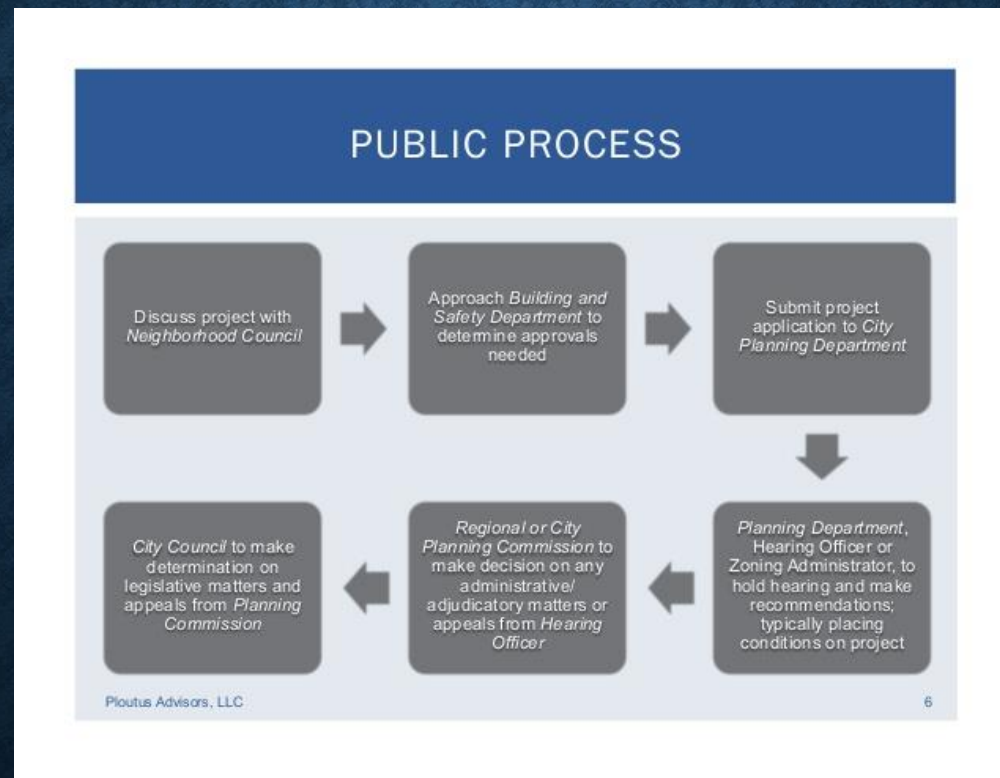 PUBLIC PROCESS
Discuss project with
Neighborhood Council
Approach Building and
Safety Department to
determine approvals
needed
Submit project
application to City
Planning Department
Planning Department,
Hearing Officer or
Zoning Administrator, to
hold hearing and make
recommendations;
typically placing
conditions on project
Regional or City
Planning Commission to
make decision on any
administrative/
adjudicatory matters or
appeals from Hearing
Officer
City Council to make
determination on
legislative matters and
appeals from Planning
Commission
Ploutus Advisors, LLC
6